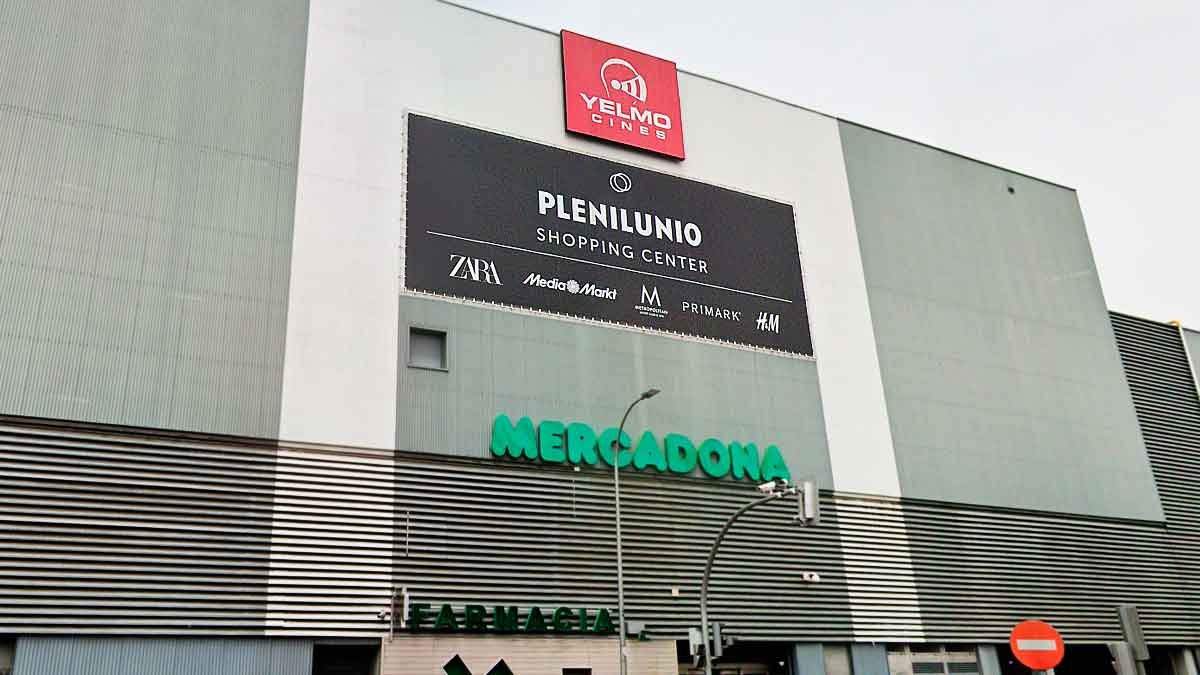 YELMO
CINES
PLENILUNIO
SHOPPING CENTER
ZARA MediaMarkt M METROPOLITAN PRIMARK H&M
MERCADONA
FARMACIA